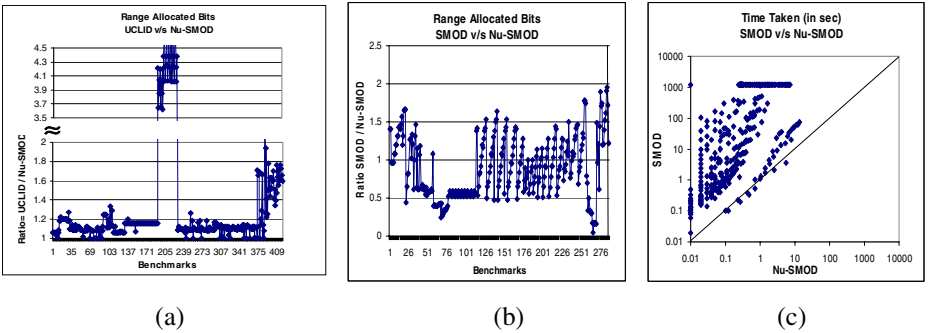 Range Allocated Bits
UCLID v/s Nu-SMOD
4.5
4.3
4.1
3.9
3.7
3.5
≈
2
1.8
1.6
1.4
1.2
1
Ratio= UCLID / Nu-SMOD
1 35 69 103 137 171 205 239 273 307 341 375 409
Benchmarks
(a)
Range Allocated Bits
SMOD v/s Nu-SMOD
2.5
2
1.5
1
0.5
0
Ratio SMOD / Nu-SMOD
1 26 51 76 101 126 151 176 201 226 251 276
Benchmarks
(b)
Time Taken (in sec)
SMOD v/s Nu-SMOD
10000
1000
100
10
1
0.1
0.01
SMOD
0.01 0.1 1 10 100 1000 10000
Nu-SMOD
(c)